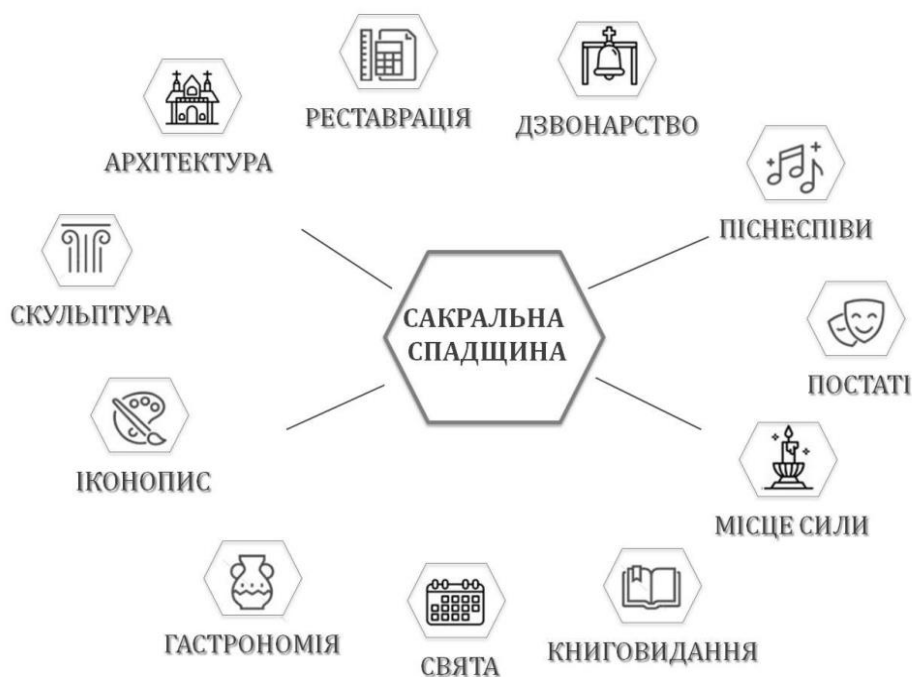 РЕСТАВРАЦІЯ
ДЗВОНАРСТВО
АРХІТЕКТУРА
ПІСНЕСПІВИ
СКУЛЬПТУРА
САКРАЛЬНА
СПАДЩИНА
ПОСТАТІ
ІКОНОПИС
МІСЦЕ СИЛИ
ГАСТРОНОМІЯ
СВЯТА
КНИГОВИДАННЯ